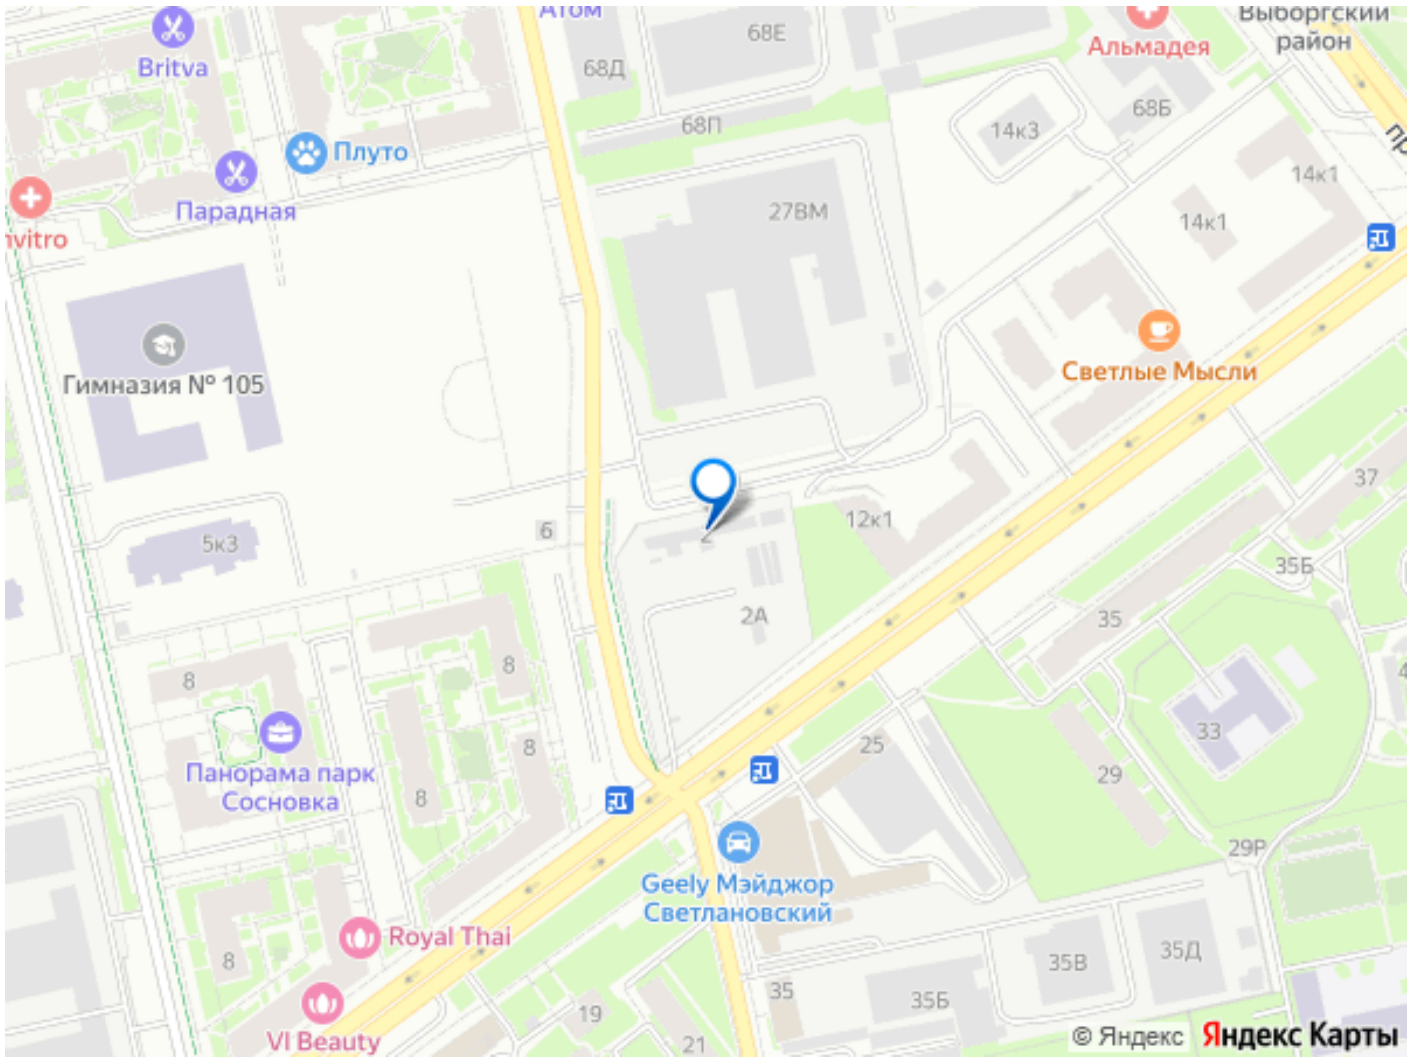 Атом
68Е
Выборгский
район
Britva
68Д
Альмадея
68Б
68П
14к3
Плуто
14к1
Парадная
27ВМ
14к1
nvitro
Гимназия № 105
Светлые Мысли
37
6
12к1
5к3
2
35Б
2А
35
8
8
33
8
25
Панорама парк
Сосновка
29
8
29Р
Geely Мэйджор
Светлановский
Royal Thai
8
35В
35Д
35
35Б
19
VI Beauty
21
© Яндекс
Яндекс Карты